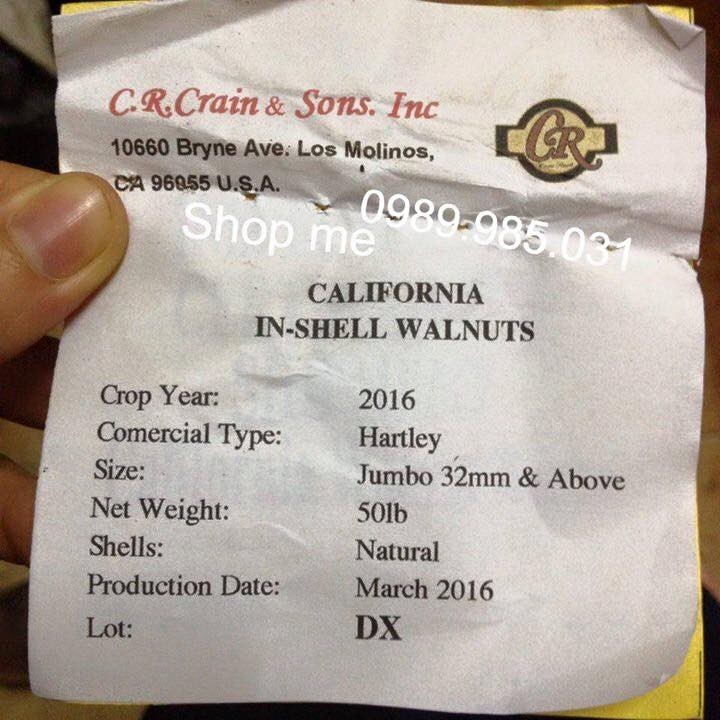 C.R.Crain & Sons. Inc
10660 Bryne Ave. Los Molinos,
CA 96055 U.S.A.
CR
Shop me 0989.985.031
CALIFORNIA
IN-SHELL WALNUTS
Crop Year: 2016
Comercial Type: Hartley
Size: Jumbo 32mm & Above
Net Weight: 50lb
Shells: Natural
Production Date: March 2016
Lot: DX